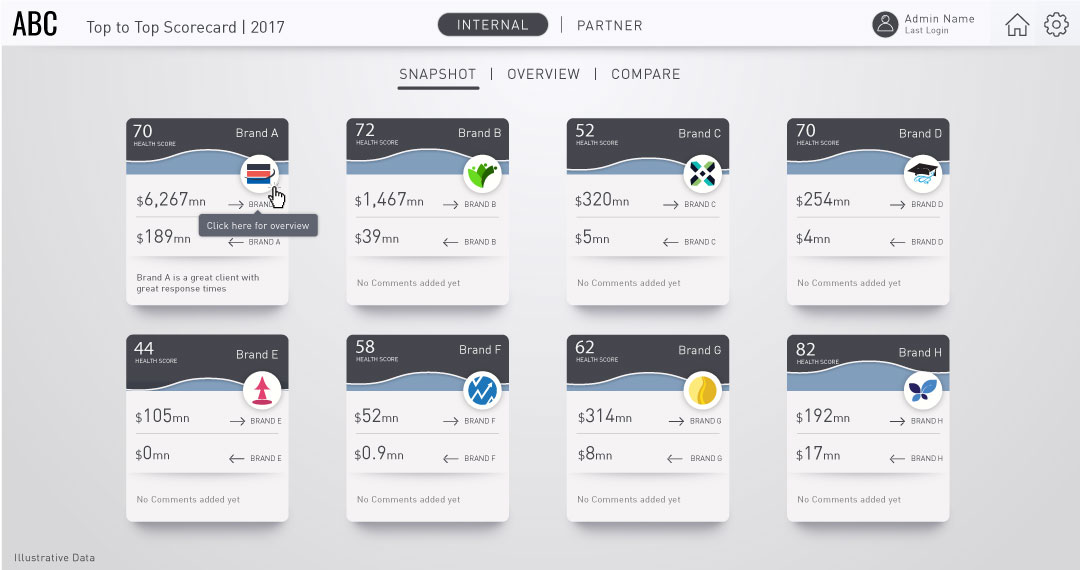 ABC
Top to Top Scorecard | 2017
INTERNAL | PARTNER
Admin Name
Last Login
SNAPSHOT | OVERVIEW | COMPARE
70
HEALTH SCORE
Brand A
$6,267mn
BRAND
Click here for overview
$189mn
BRAND A
Brand A is a great client with
great response times
72
HEALTH SCORE
Brand B
$1,467mn
BRAND B
$39mn
BRAND B
No Comments added yet
52
HEALTH SCORE
Brand C
$320mn
BRAND C
$5mn
BRAND C
No Comments added yet
70
HEALTH SCORE
Brand D
$254mn
BRAND D
$4mn
BRAND D
No Comments added yet
44
HEALTH SCORE
Brand E
$105mn
BRAND E
$0mn
BRAND E
No Comments added yet
58
HEALTH SCORE
Brand F
$52mn
BRAND F
$0.9mn
BRAND F
No Comments added yet
62
HEALTH SCORE
Brand G
$314mn
BRAND G
$8mn
BRAND G
No Comments added yet
82
HEALTH SCORE
Brand H
$192mn
BRAND H
$17mn
BRAND H
No Comments added yet
Illustrative Data